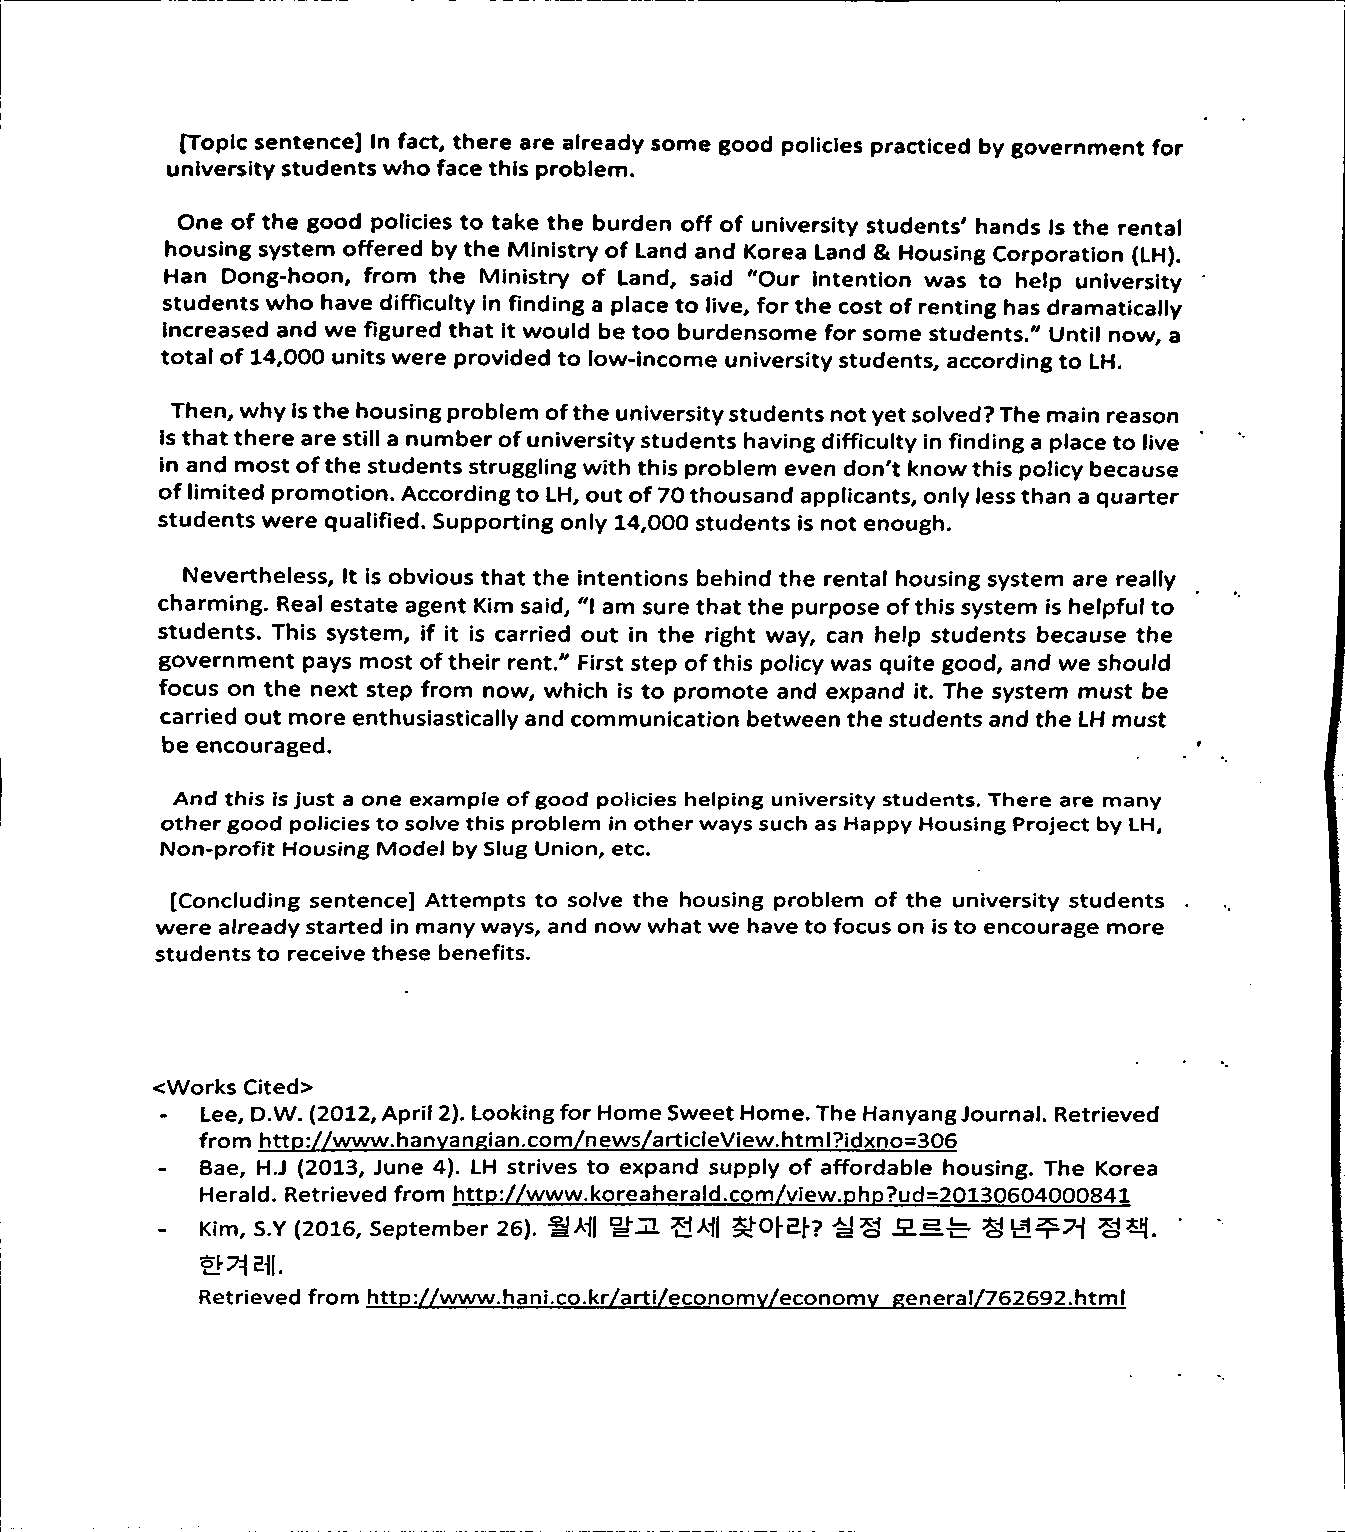 [Topic sentence] In fact, there are already some good policies practiced by government for
university students who face this problem.
One of the good policies to take the burden off of university students' hands is the rental
housing system offered by the Ministry of Land and Korea Land & Housing Corporation (LH).
Han Dong-hoon, from the Ministry of Land, said "Our intention was to help university
students who have difficulty in finding a place to live, for the cost of renting has dramatically
increased and we figured that it would be too burdensome for some students." Until now, a
total of 14,000 units were provided to low-income university students, according to LH.
Then, why is the housing problem of the university students not yet solved? The main reason
is that there are still a number of university students having difficulty in finding a place to live
in and most of the students struggling with this problem even don't know this policy because
of limited promotion. According to LH, out of 70 thousand applicants, only less than a quarter
students were qualified. Supporting only 14,000 students is not enough.
Nevertheless, it is obvious that the intentions behind the rental housing system are really
charming. Real estate agent Kim said, "I am sure that the purpose of this system is helpful to
students. This system, if it is carried out in the right way, can help students because the
government pays most of their rent." First step of this policy was quite good, and we should
focus on the next step from now, which is to promote and expand it. The system must be
carried out more enthusiastically and communication between the students and the LH must
be encouraged.
And this is just a one example of good policies helping university students. There are many
other good policies to solve this problem in other ways such as Happy Housing Project by LH,
Non-profit Housing Model by Slug Union, etc.
[Concluding sentence] Attempts to solve the housing problem of the university students
were already started in many ways, and now what we have to focus on is to encourage more
students to receive these benefits.
<Works Cited>
- Lee, D.W. (2012, April 2). Looking for Home Sweet Home. The Hanyang Journal. Retrieved
from http://www.hanyangian.com/news/articleView.html?idxno=306
- Bae, H.J (2013, June 4). LH strives to expand supply of affordable housing. The Korea
Herald. Retrieved from http://www.koreaherald.com/view.php?ud=20130604000841
- Kim, S.Y (2016, September 26). 월세 말고 전세 찾아라? 실정 모르는 청년주거 정책.
한겨레.
Retrieved from http://www.hani.co.kr/arti/economy/economy_general/762692.html